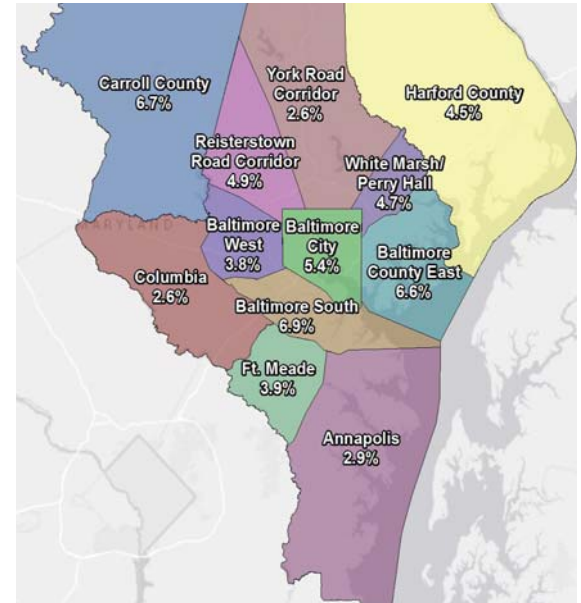 Carroll County
6.7%
York Road
Corridor
2.6%
Harford County
4.5%
Reisterstown
Road Corridor
4.9%
White Marsh/
Perry Hall
4.7%
MARYLAND
Baltimore
West
3.8%
Baltimore
City
5.4%
Baltimore
County East
6.6%
Columbia
2.6%
Baltimore South
6.9%
Ft. Meade
3.9%
Annapolis
2.9%